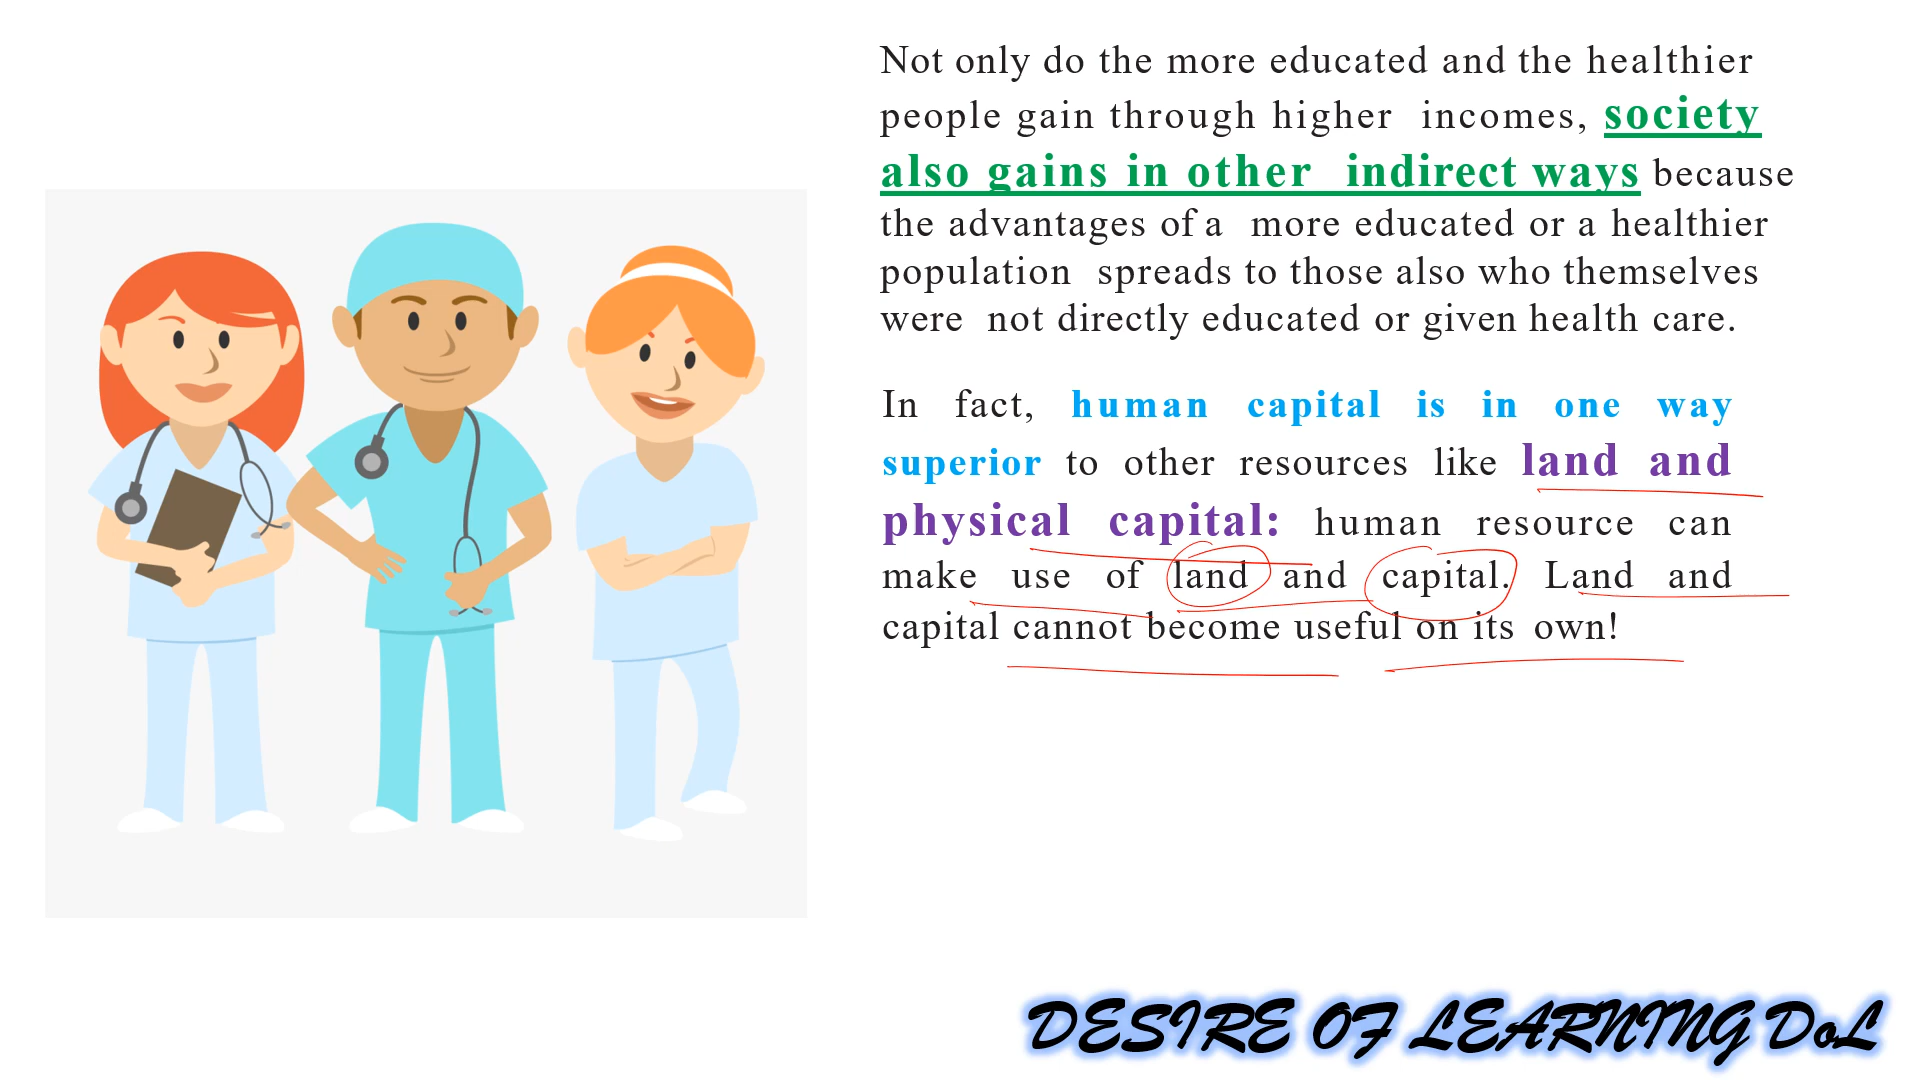 Not only do the more educated and the healthier
people gain through higher incomes, society
also gains in other indirect ways because
the advantages of a more educated or a healthier
population spreads to those also who themselves
were not directly educated or given health care.
In fact, human capital is in one way
superior to other resources like land and
physical capital: human resource can
make use of land and capital. Land and
capital cannot become useful on its own!
DESIRE OF LEARNING DoL